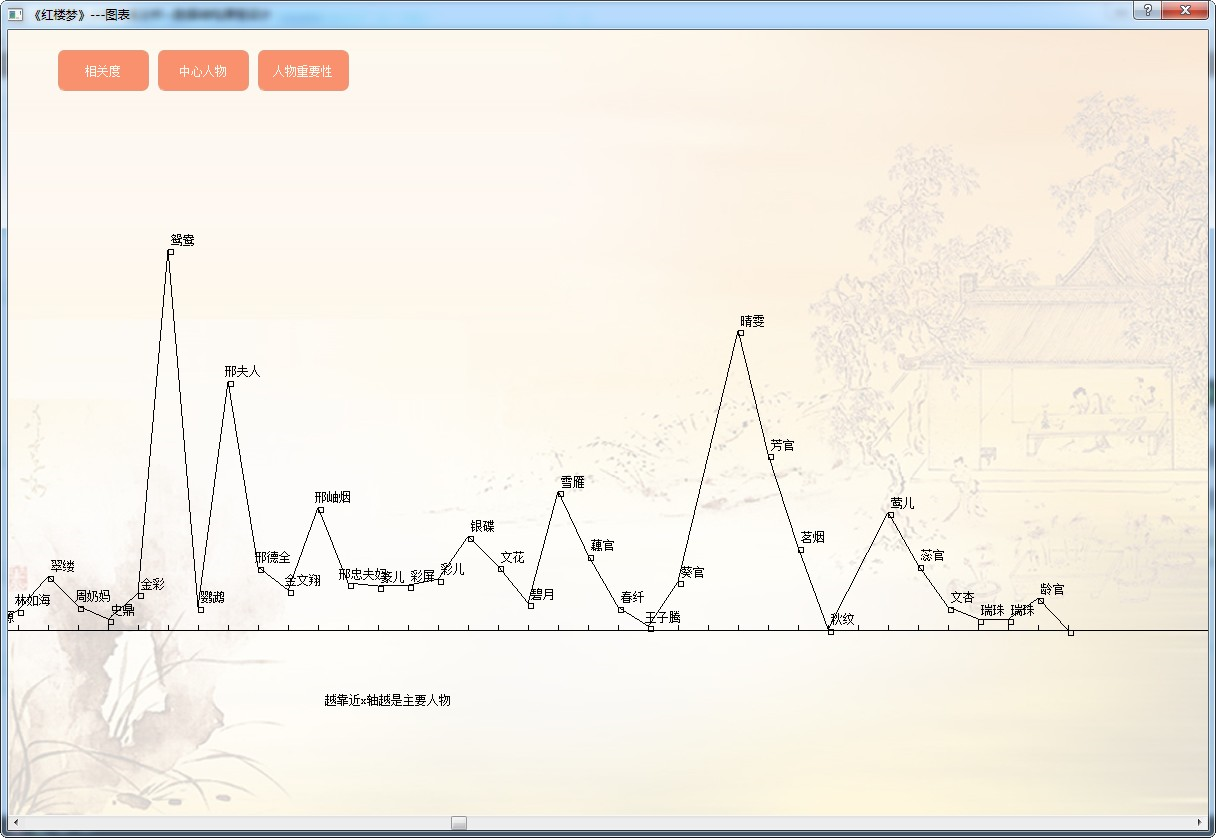 《红楼梦》---图表
相关度
中心人物
人物重要性
鸳鸯
晴雯
邢夫人
芳官
雪雁
邢岫烟
莺儿
银碟
茗烟
藕官
文花
邢德全
蕊官
翠缕
彩儿
葵官
邢忠夫妇
篆儿
彩屏
金文翔
金彩
龄官
碧月
周奶妈
鹦鹉
春纤
文杏
林如海
史鼎
瑞珠
瑞珠
王子腾
秋纹
越靠近x轴越是主要人物